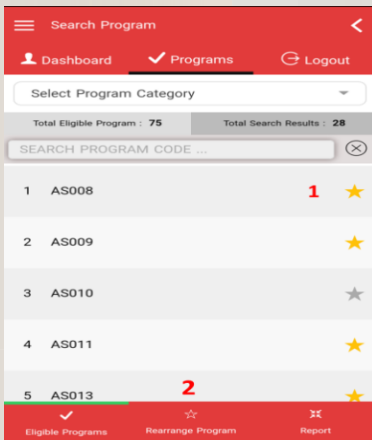 Search Program
Dashboard Programs Logout
Select Program Category
Total Eligible Program : 75 Total Search Results : 28
SEARCH PROGRAM CODE ...
1 AS008 1
2 AS009
3 AS010
4 AS011
5 AS013
2
Eligible Programs Rearrange Program Report